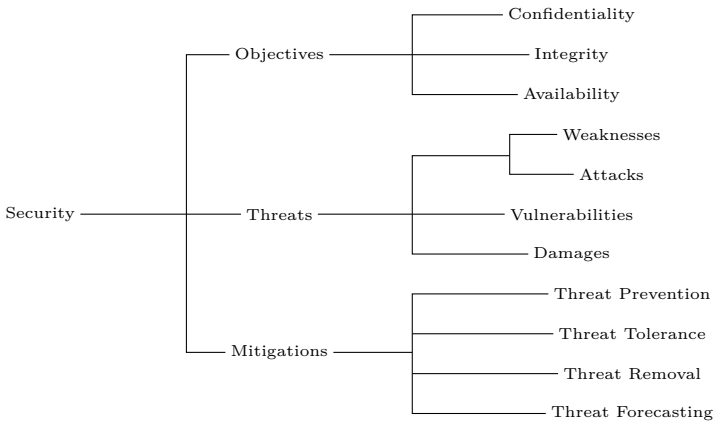 Confidentiality
Objectives
Integrity
Availability
Weaknesses
Attacks
Security
Threats
Vulnerabilities
Damages
Threat Prevention
Threat Tolerance
Mitigations
Threat Removal
Threat Forecasting